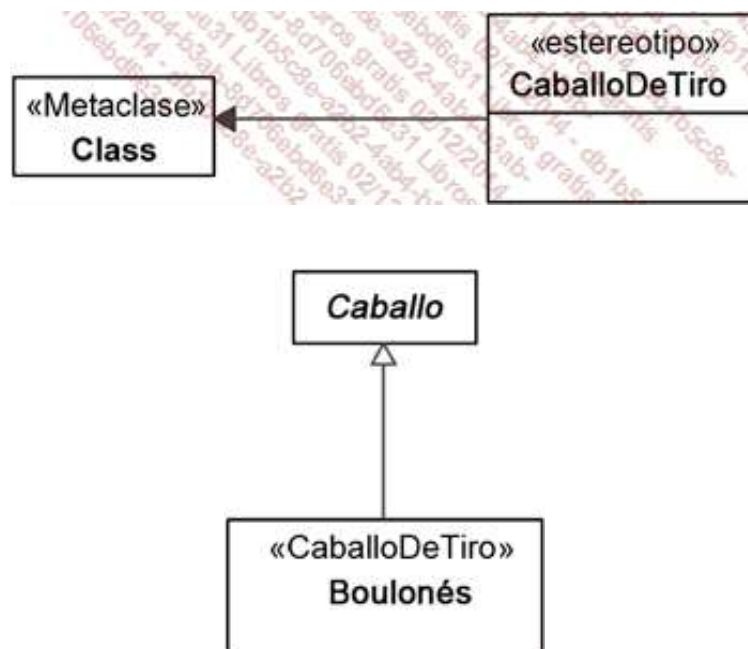 «estereotipo»
CaballoDeTiro
«Metaclase»
Class
Caballo
«CaballoDeTiro»
Boulonés